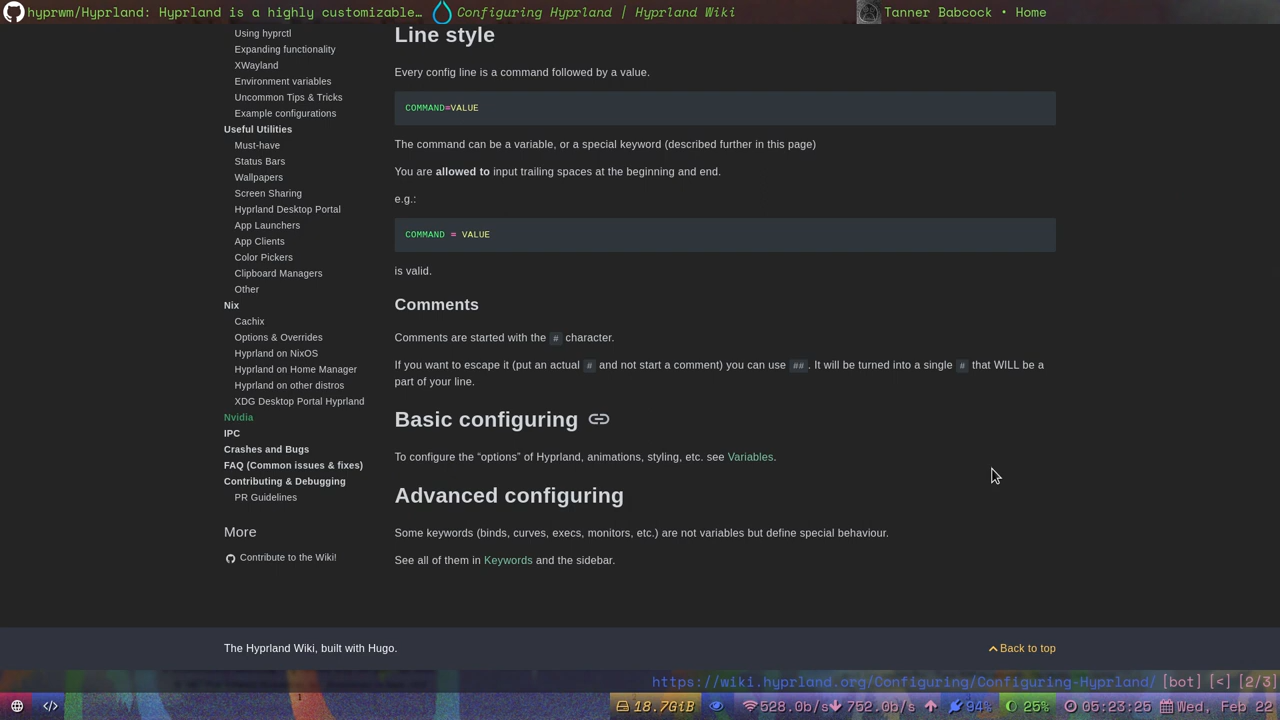 hyprwm/Hyprland: Hyprland is a highly customizable…
Configuring Hyprland | Hyprland Wiki
Tanner Babcock • Home
Using hyprctl
Expanding functionality
XWayland
Environment variables
Uncommon Tips & Tricks
Example configurations
Useful Utilities
Must-have
Status Bars
Wallpapers
Screen Sharing
Hyprland Desktop Portal
App Launchers
App Clients
Color Pickers
Clipboard Managers
Other
Nix
Cachix
Options & Overrides
Hyprland on NixOS
Hyprland on Home Manager
Hyprland on other distros
XDG Desktop Portal Hyprland
Nvidia
IPC
Crashes and Bugs
FAQ (Common issues & fixes)
Contributing & Debugging
PR Guidelines
More
Contribute to the Wiki!
Line style
Every config line is a command followed by a value.
COMMAND=VALUE
The command can be a variable, or a special keyword (described further in this page)
You are allowed to input trailing spaces at the beginning and end.
e.g.:
COMMAND = VALUE
is valid.
Comments
Comments are started with the # character.
If you want to escape it (put an actual # and not start a comment) you can use ##. It will be turned into a single # that WILL be a
part of your line.
Basic configuring
To configure the “options” of Hyprland, animations, styling, etc. see Variables.
Advanced configuring
Some keywords (binds, curves, execs, monitors, etc.) are not variables but define special behaviour.
See all of them in Keywords and the sidebar.
The Hyprland Wiki, built with Hugo.
Back to top
https://wiki.hyprland.org/Configuring/Configuring-Hyprland/ [bot] [<] [2/3]
1
18.7GiB
528.0b/s 752.0b/s
94%
25%
05:23:25
Wed, Feb 22